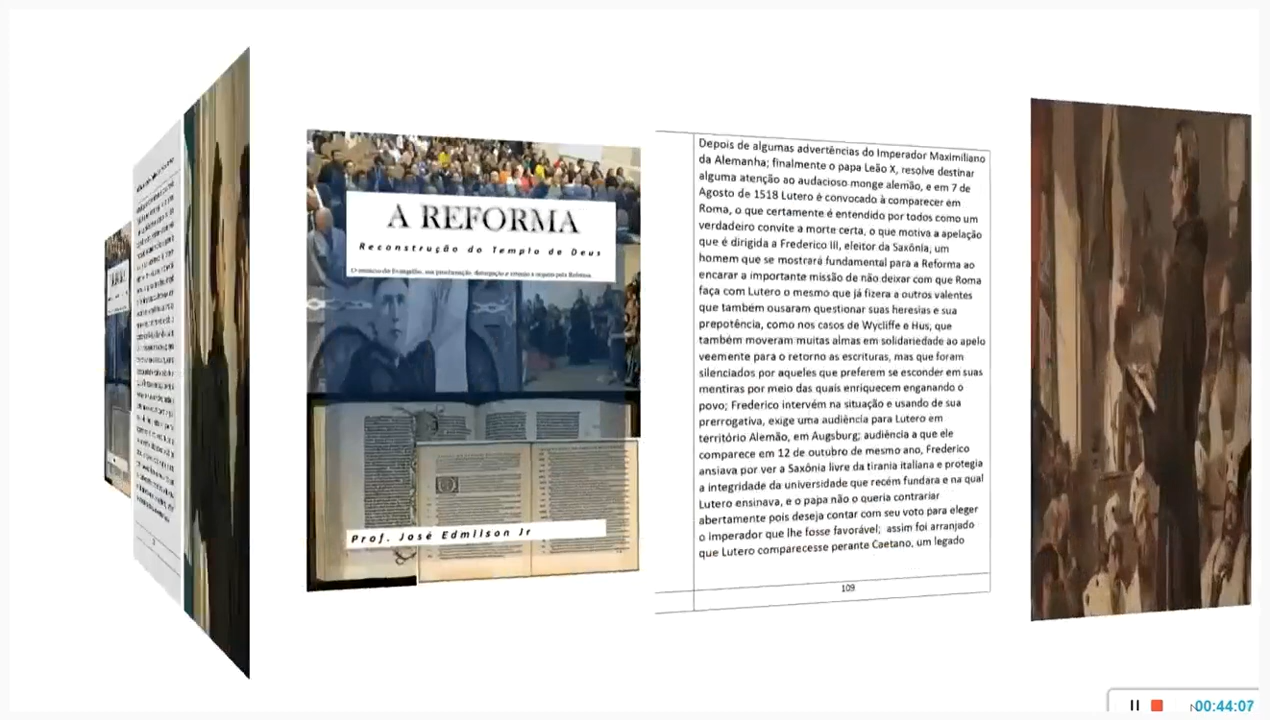 A REFORMA
Reconstrução do Templo de Deus
O reinício do Evangelho, sua proclamação, denegação e
Prof. José Edmilson Jr
Depois de algumas advertências do Imperador Maximiliano
da Alemanha; finalmente o papa Leão X, resolve destinar
alguma atenção ao audacioso monge alemão, e em 7 de
Agosto de 1518 Lutero é convocado à comparecer em
Roma, o que certamente é entendido por todos como um
verdadeiro convite a morte certa, o que motiva a apelação
que é dirigida a Frederico III, eleitor da Saxônia, um
homem que se mostrará fundamental para a Reforma ao
encarar a importante missão de não deixar com que Roma
faça com Lutero o mesmo que já fizera a outros valentes
que também ousaram questionar suas heresias e sua
prepotência, como nos casos de Wycliffe e Hus, que
também moveram muitas almas em solidariedade ao apelo
veemente para o retorno as escrituras, mas que foram
silenciados por aqueles que preferem se esconder em suas
mentiras por meio das quais enriquecem enganando o
povo; Frederico intervém na situação e usando de sua
prerrogativa, exige uma audiência para Lutero em
território Alemão, em Augsburg; audiência a que ele
comparece em 12 de outubro de mesmo ano, Frederico
ansiava por ver a Saxônia livre da tirania italiana e protegia
a integridade da universidade que recém fundara e na qual
Lutero ensinava, e o papa não o queria contrariar
abertamente pois deseja contar com seu voto para eleger
o imperador que lhe fosse favorável; assim foi arranjado
que Lutero comparecesse perante Caetano, um legado
109
00:44:07